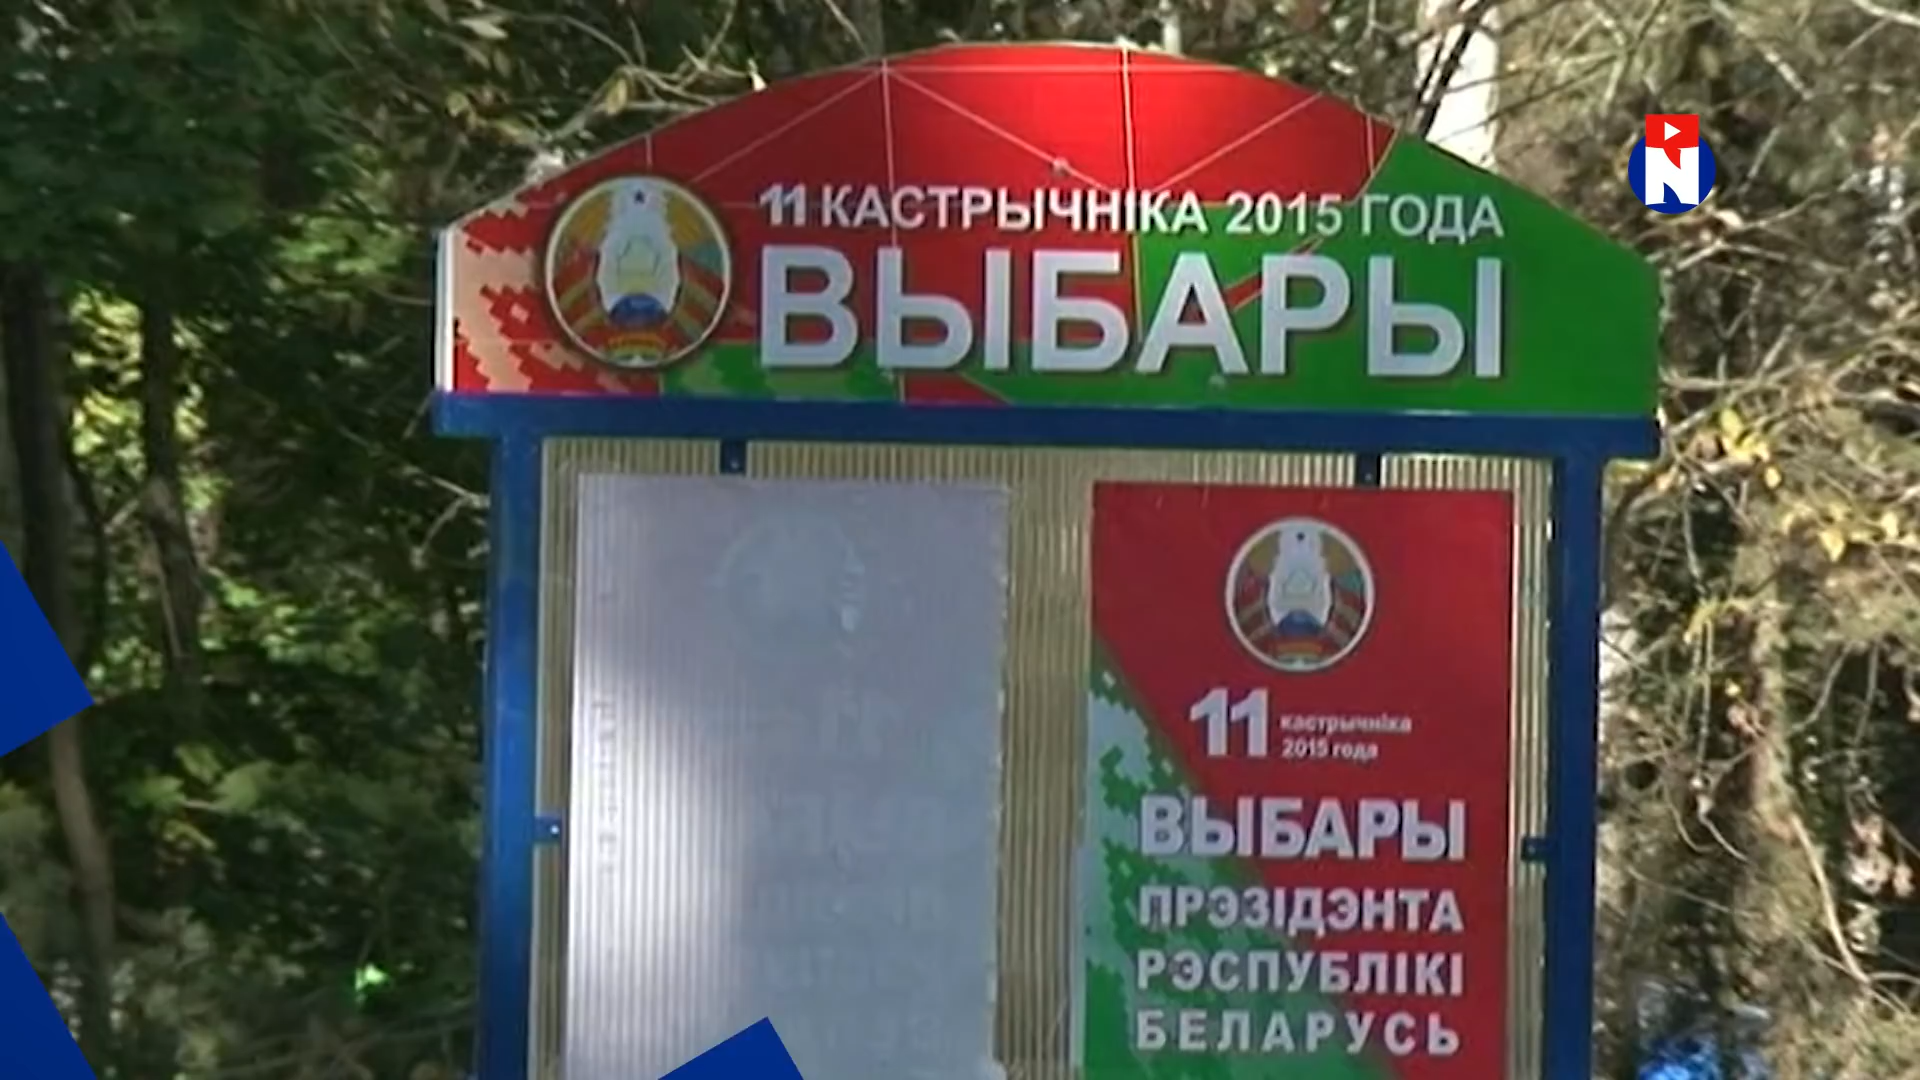 11 КАСТРЫЧНІКА 2015 ГОДА
ВЫБАРЫ
11 кастрычніка
2015 года
ВЫБАРЫ
ПРЭЗІДЭНТА
РЭСПУБЛІКІ
БЕЛАРУСЬ
N